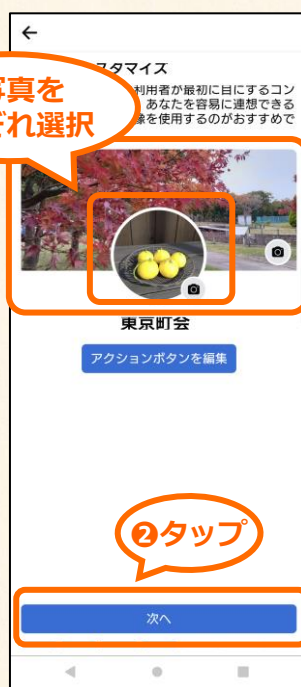 スタマイズ
利用者が最初に目にするコン
あなたを容易に連想できる
を使用するのがおすすめで
写真を
ぞれ選択
東京町会
アクションボタンを編集
❷タップ
次へ